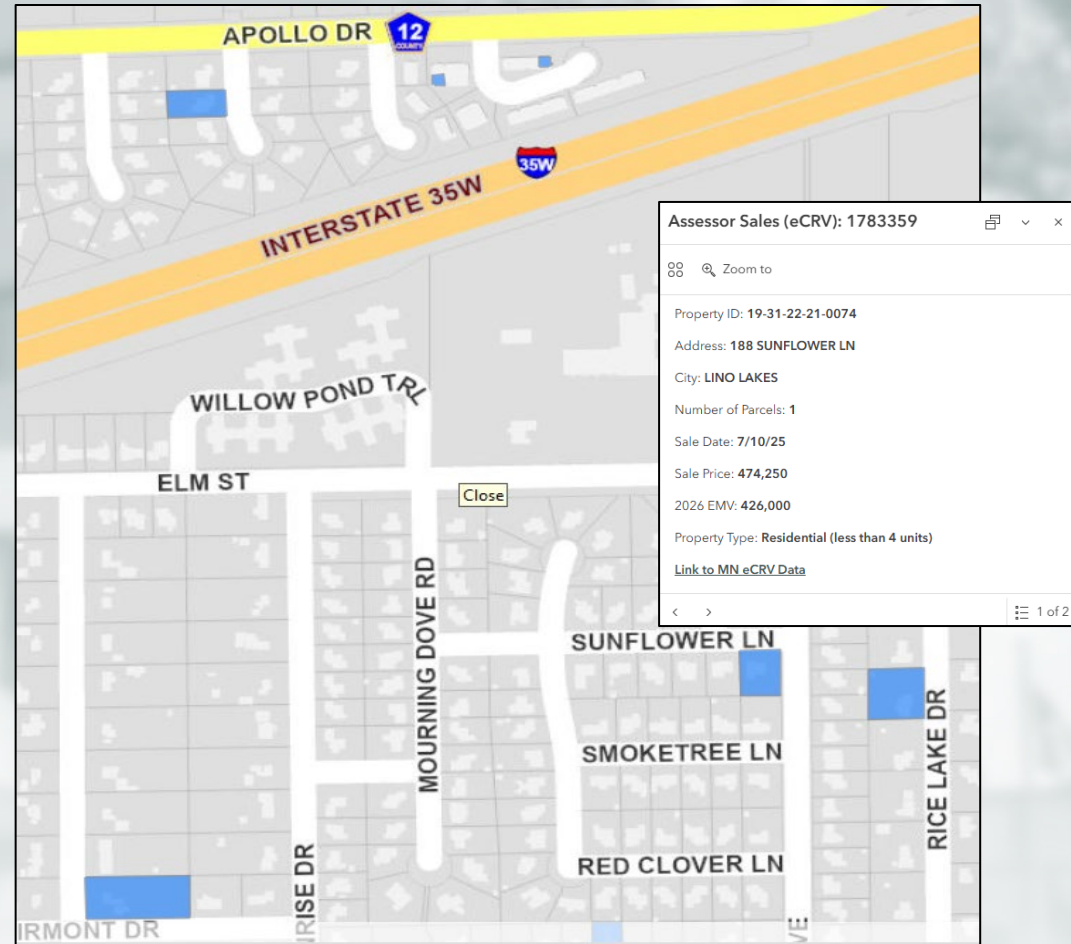 APOLLO DR
12
COUNTY
35W
INTERSTATE 35W
Assessor Sales (eCRV): 1783359
Zoom to
Property ID: 19-31-22-21-0074
Address: 188 SUNFLOWER LN
City: LINO LAKES
Number of Parcels: 1
Sale Date: 7/10/25
Sale Price: 474,250
2026 EMV: 426,000
Property Type: Residential (less than 4 units)
Link to MN eCRV Data
1 of 2
WILLOW POND TRL
ELM ST
Close
MOURNING DOVE RD
SUNFLOWER LN
RICE LAKE DR
SMOKETREE LN
RED CLOVER LN
RISE DR
IRMONT DR
VE